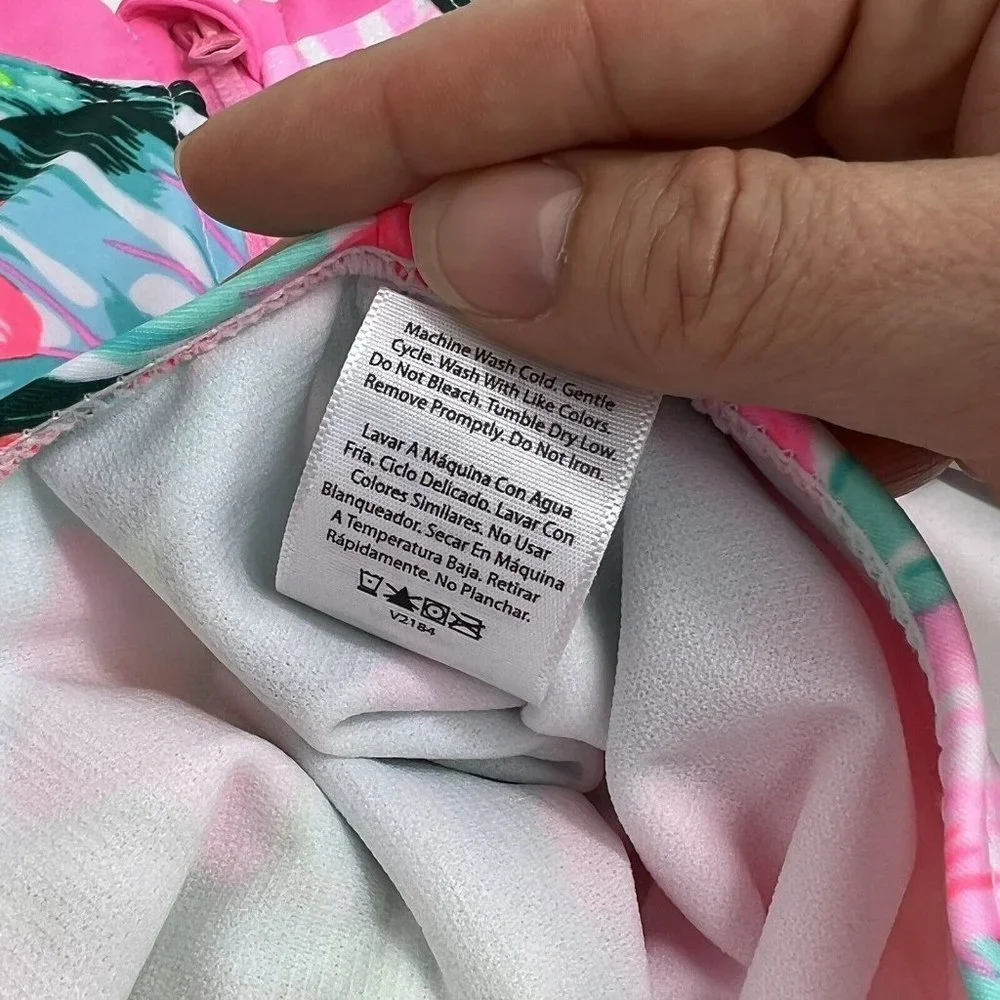 Machine Wash Cold. Gentle
Cycle. Wash With Like Colors.
Do Not Bleach. Tumble Dry Low.
Remove Promptly. Do Not Iron.
Lavar A Máquina Con Agua
Fría. Ciclo Delicado. Lavar Con
Colores Similares. No Usar
Blanqueador. Secar En Máquina
A Temperatura Baja. Retirar
Rápidamente. No Planchar.
V2184